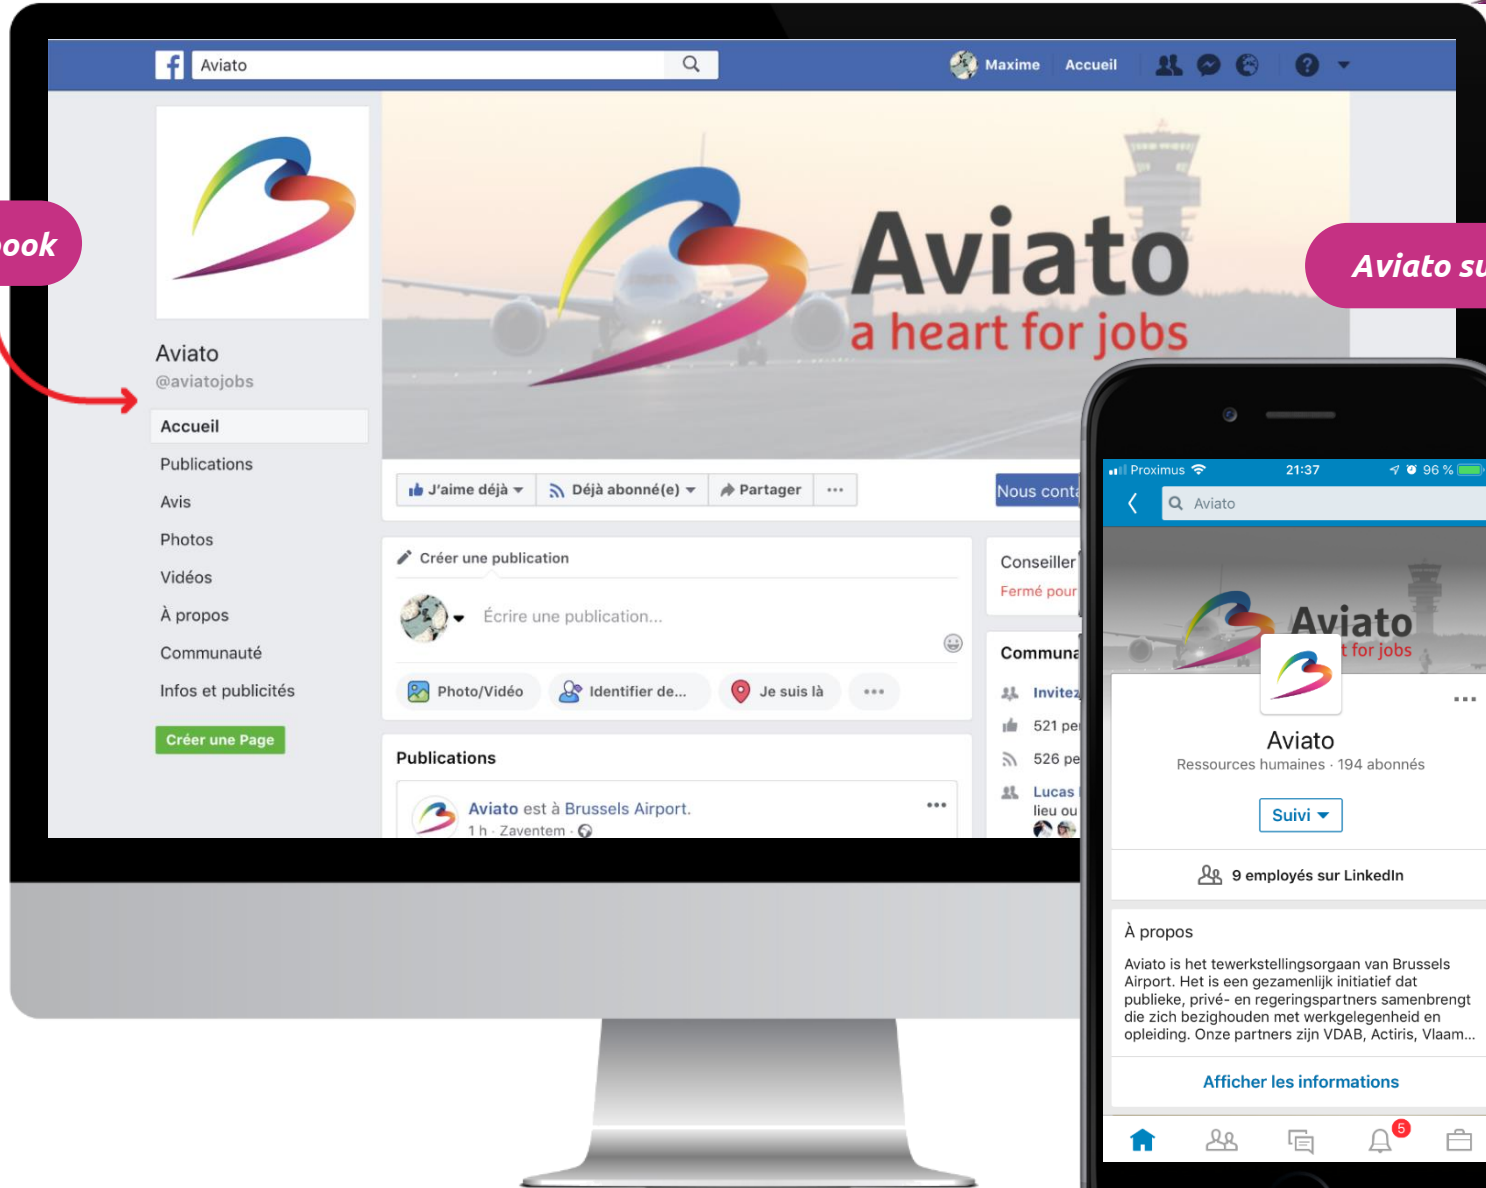 Aviato
Maxime
Accueil
Aviato
a heart for jobs
book
Aviato su
Aviato
@aviatojobs
Accueil
Publications
Avis
Photos
Vidéos
À propos
Communauté
Infos et publicités
Créer une Page
J'aime déjà
Déjà abonné(e)
Partager
Nous conta
Créer une publication
Écrire une publication...
Photo/Vidéo
Identifier de...
Je suis là
Publications
Aviato est à Brussels Airport.
1 h · Zaventem ·
Conseiller
Fermé pour
Communa
Invitez
521 pe
526 pe
Lucas
lieu ou
Proximus
21:37
96 %
Aviato
Aviato
t for jobs
Aviato
Ressources humaines · 194 abonnés
Suivi
9 employés sur LinkedIn
À propos
Aviato is het tewerkstellingsorgaan van Brussels
Airport. Het is een gezamenlijk initiatief dat
publieke, privé- en regeringspartners samenbrengt
die zich bezighouden met werkgelegenheid en
opleiding. Onze partners zijn VDAB, Actiris, Vlaam...
Afficher les informations
5